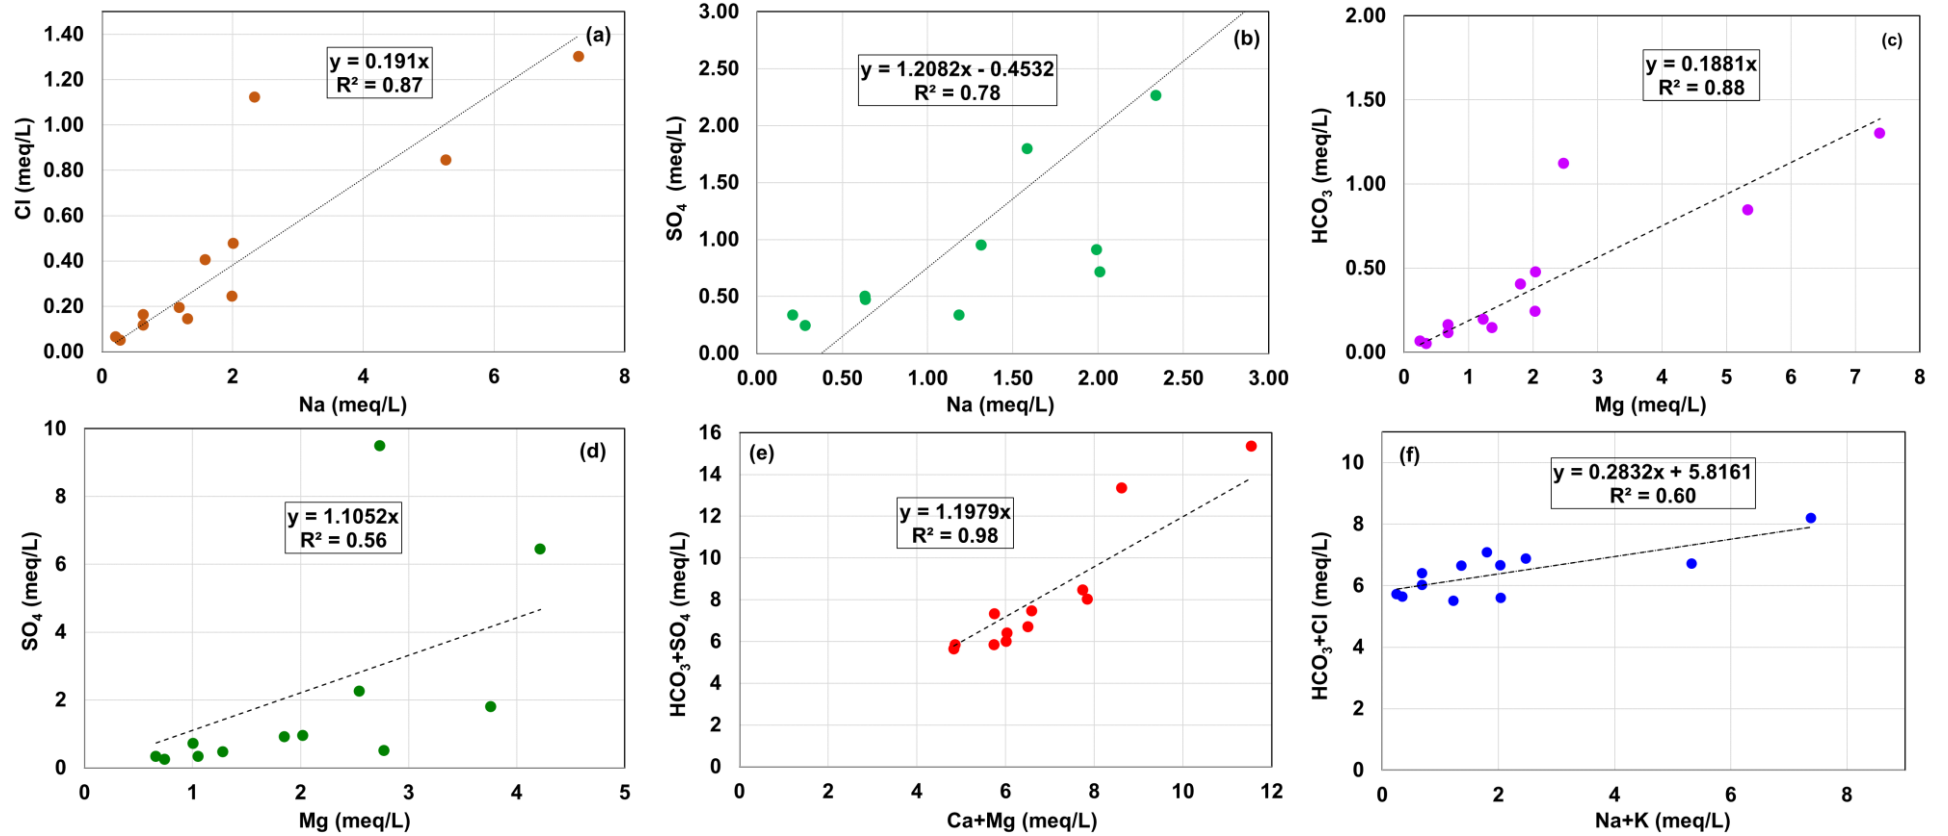 (a)
y = 0.191x
R² = 0.87
Cl (meq/L)
1.40
1.20
1.00
0.80
0.60
0.40
0.20
0.00
0 2 4 6 8
Na (meq/L)
(b)
y = 1.2082x - 0.4532
R² = 0.78
SO₄ (meq/L)
3.00
2.50
2.00
1.50
1.00
0.50
0.00
0.00 0.50 1.00 1.50 2.00 2.50 3.00
Na (meq/L)
(c)
y = 0.1881x
R² = 0.88
HCO₃ (meq/L)
2.00
1.50
1.00
0.50
0.00
0 1 2 3 4 5 6 7 8
Mg (meq/L)
(d)
y = 1.1052x
R² = 0.56
SO₄ (meq/L)
10
8
6
4
2
0
0 1 2 3 4 5
Mg (meq/L)
(e)
y = 1.1979x
R² = 0.98
HCO₃+SO₄ (meq/L)
16
14
12
10
8
6
4
2
0
0 2 4 6 8 10 12
Ca+Mg (meq/L)
(f)
y = 0.2832x + 5.8161
R² = 0.60
HCO₃+Cl (meq/L)
10
8
6
4
2
0
0 2 4 6 8
Na+K (meq/L)